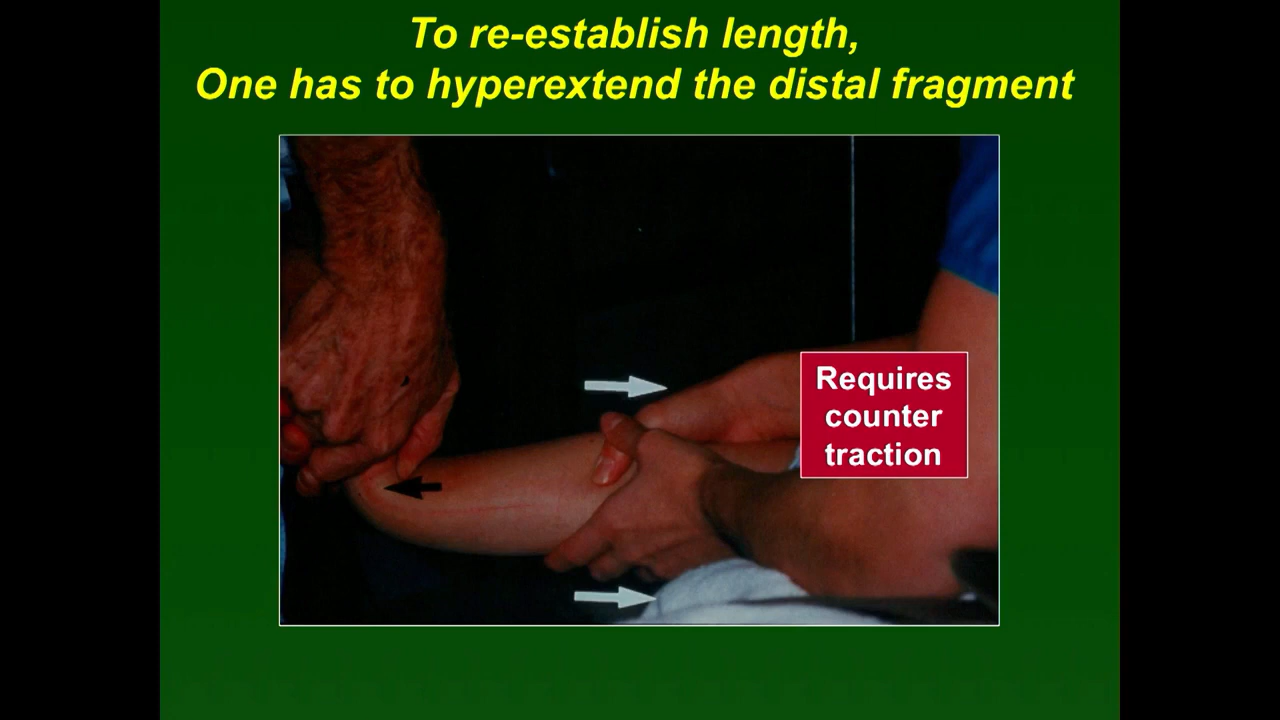 To re-establish length,
One has to hyperextend the distal fragment
Requires
counter
traction